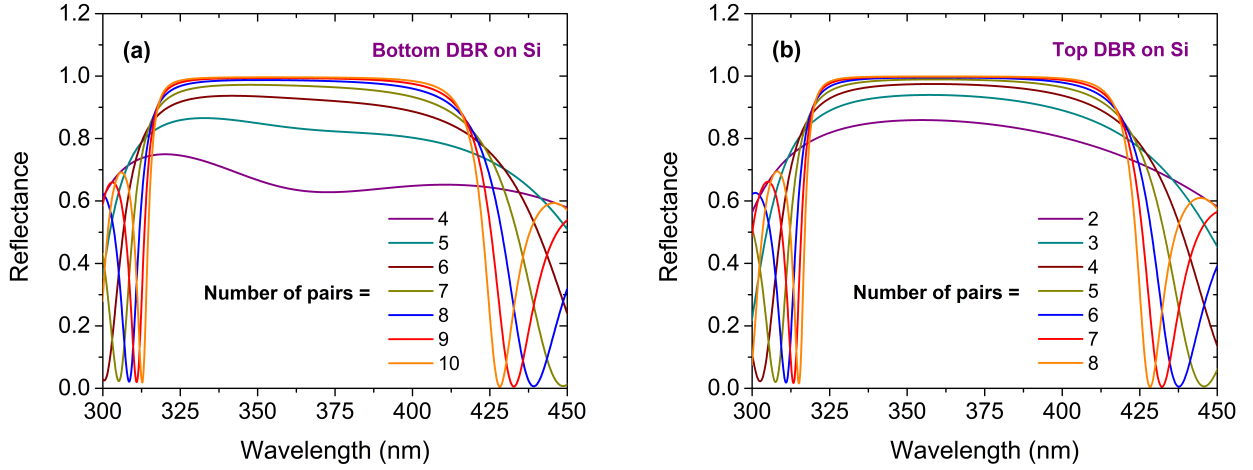 (a)
Bottom DBR on Si
Reflectance
1.2
1.0
0.8
0.6
0.4
0.2
0.0
Number of pairs =
4
5
6
7
8
9
10
300 325 350 375 400 425 450
Wavelength (nm)
(b)
Top DBR on Si
Reflectance
1.2
1.0
0.8
0.6
0.4
0.2
0.0
Number of pairs =
2
3
4
5
6
7
8
300 325 350 375 400 425 450
Wavelength (nm)